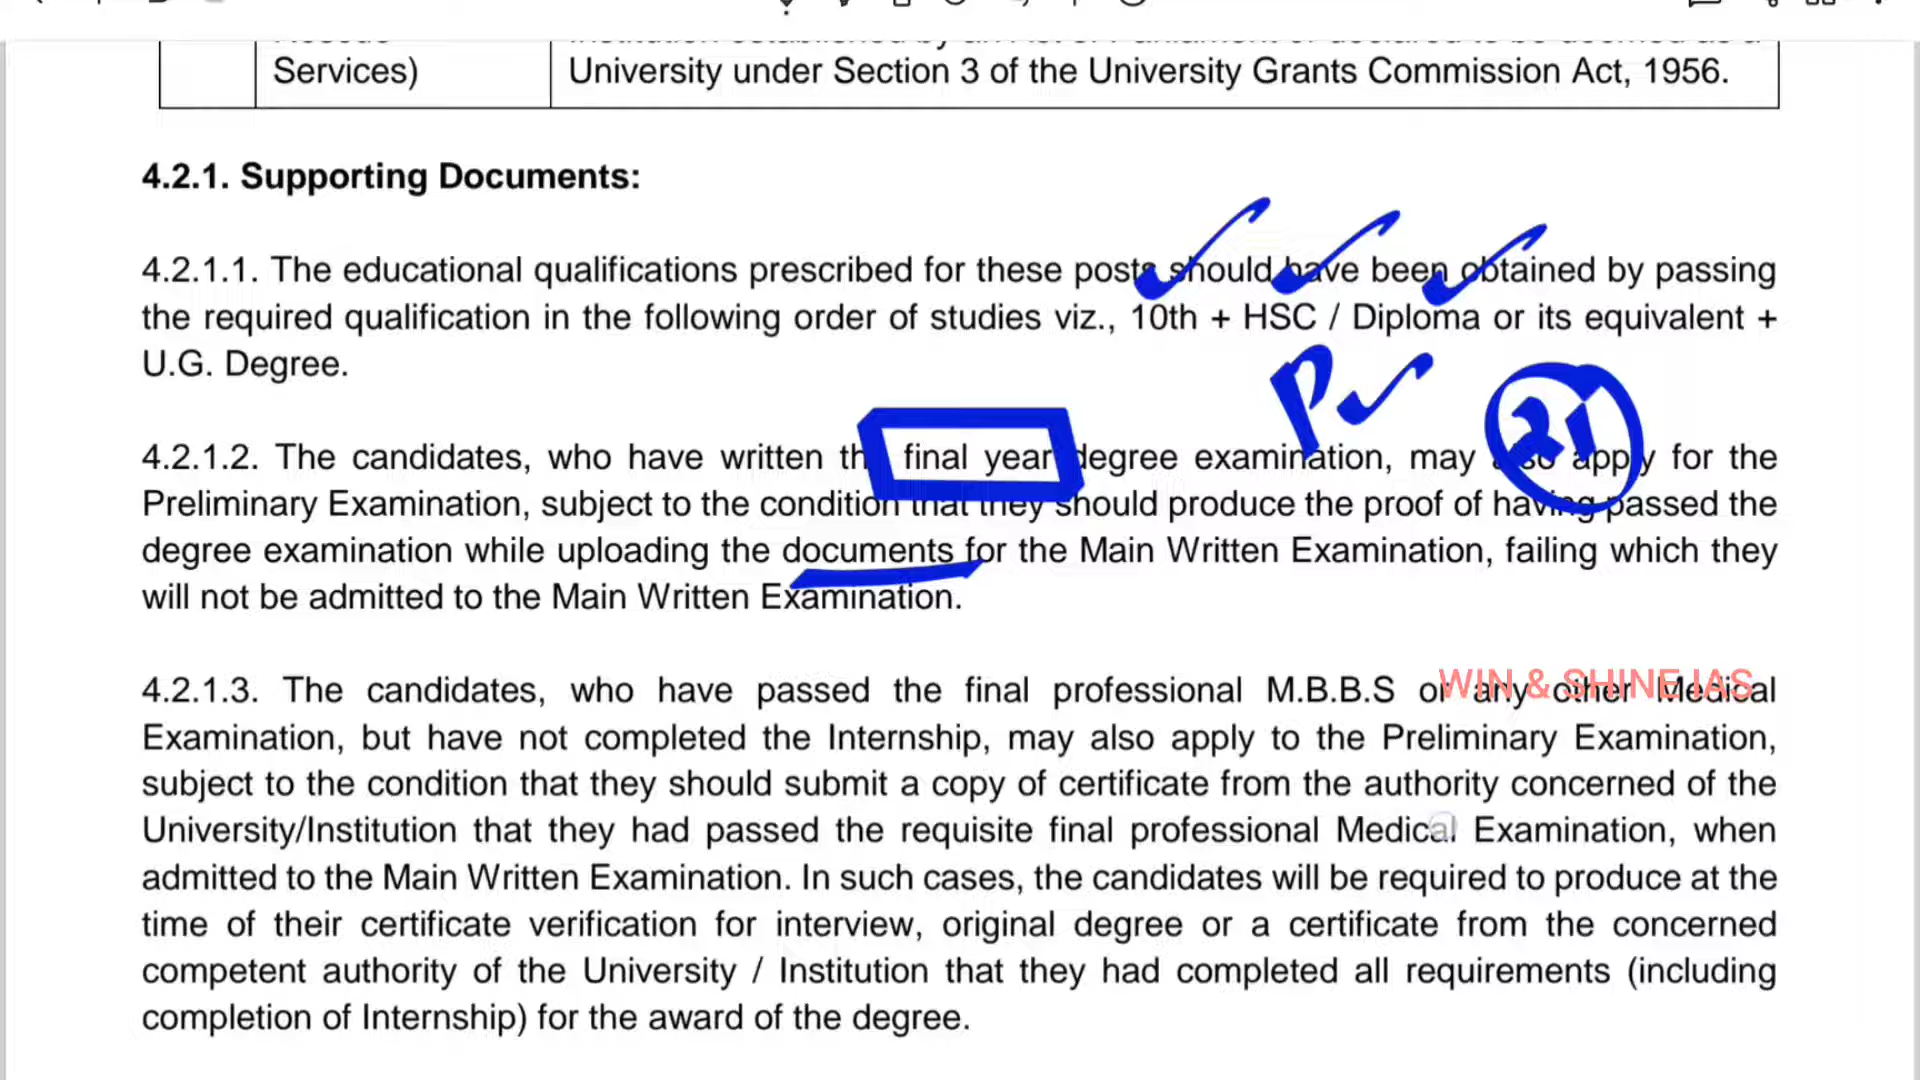 Services)
University under Section 3 of the University Grants Commission Act, 1956.
4.2.1. Supporting Documents:
4.2.1.1. The educational qualifications prescribed for these posts should have been obtained by passing
the required qualification in the following order of studies viz., 10th + HSC / Diploma or its equivalent +
U.G. Degree.
P
21
4.2.1.2. The candidates, who have written th final year degree examination, may also apply for the
Preliminary Examination, subject to the condition that they should produce the proof of having passed the
degree examination while uploading the documents for the Main Written Examination, failing which they
will not be admitted to the Main Written Examination.
WIN & SHINE IAS
4.2.1.3. The candidates, who have passed the final professional M.B.B.S or any other Medical
Examination, but have not completed the Internship, may also apply to the Preliminary Examination,
subject to the condition that they should submit a copy of certificate from the authority concerned of the
University/Institution that they had passed the requisite final professional Medical Examination, when
admitted to the Main Written Examination. In such cases, the candidates will be required to produce at the
time of their certificate verification for interview, original degree or a certificate from the concerned
competent authority of the University / Institution that they had completed all requirements (including
completion of Internship) for the award of the degree.